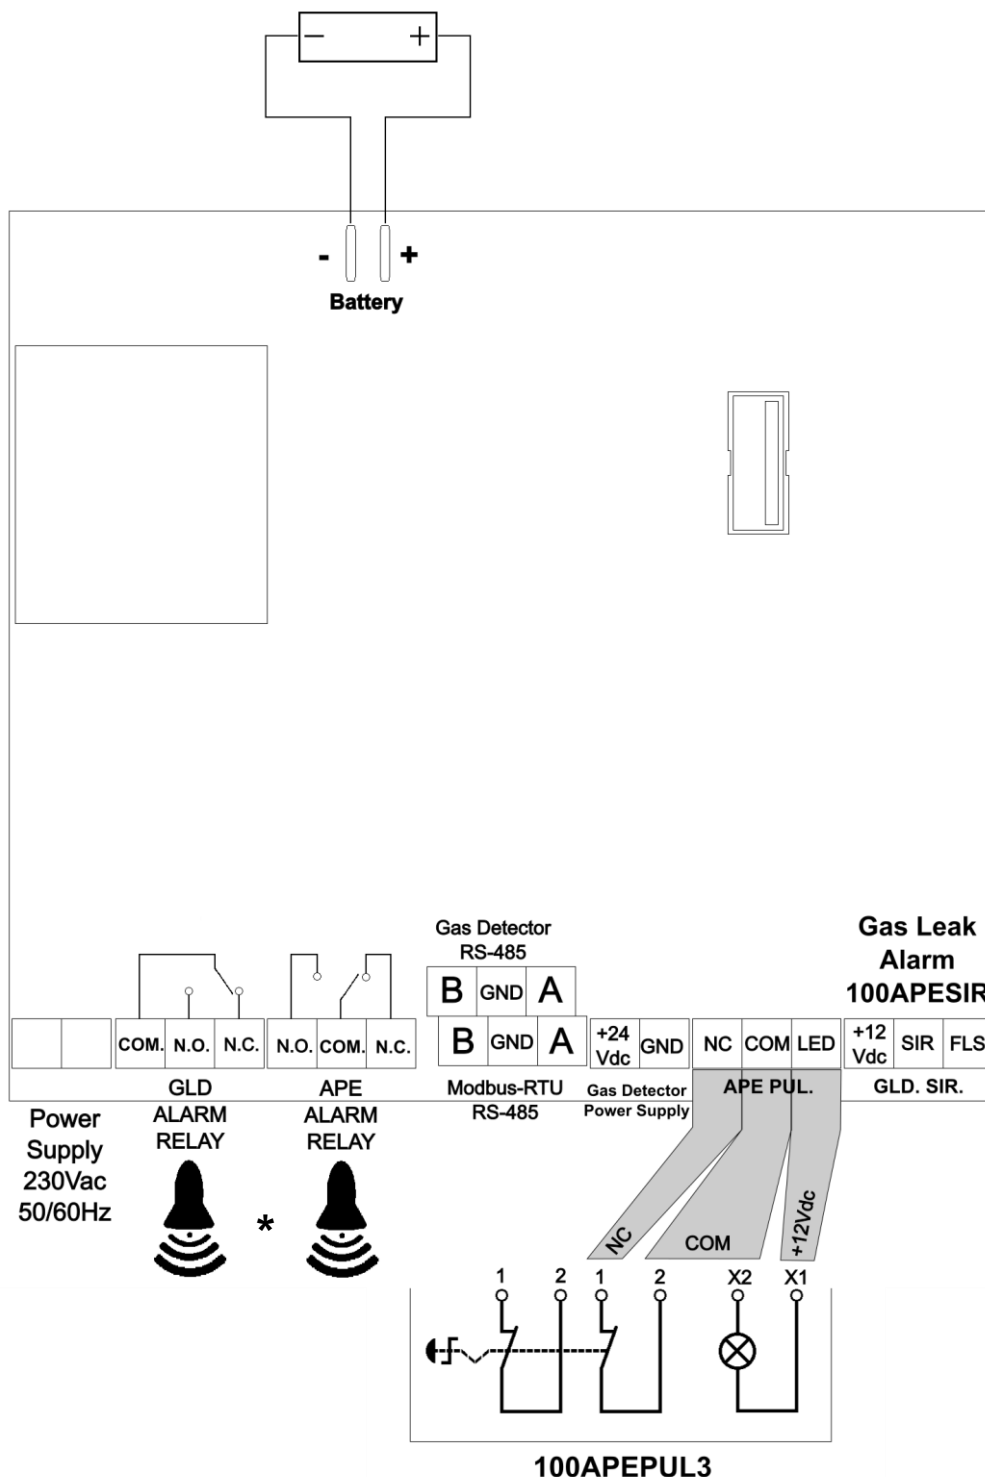 − +
- +
Battery
Gas Detector
RS-485
B GND A
Gas Leak
Alarm
100APESIR
COM. N.O. N.C.
N.O. COM. N.C.
B GND A
+24
Vdc GND
NC COM LED
+12
Vdc SIR FLS
GLD
ALARM
RELAY
APE
ALARM
RELAY
Modbus-RTU
RS-485
Gas Detector
Power Supply
APE PUL.
GLD. SIR.
Power
Supply
230Vac
50/60Hz
*
NC
COM
+12Vdc
1 2 1 2 X2 X1
100APEPUL3